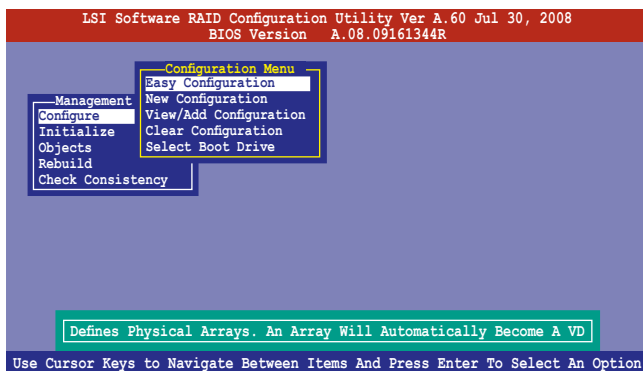 LSI Software RAID Configuration Utility Ver A.60 Jul 30, 2008
BIOS Version A.08.09161344R
Configuration Menu
Easy Configuration
New Configuration
View/Add Configuration
Clear Configuration
Select Boot Drive
Management
Configure
Initialize
Objects
Rebuild
Check Consistency
Defines Physical Arrays. An Array Will Automatically Become A VD
Use Cursor Keys to Navigate Between Items And Press Enter To Select An Option